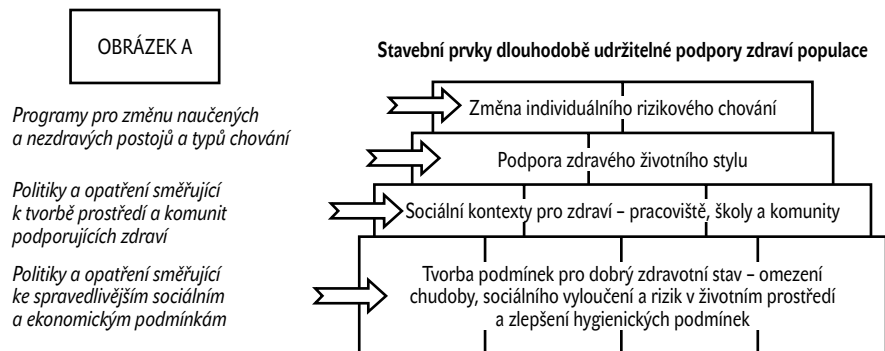 OBRÁZEK A
Stavební prvky dlouhodobě udržitelné podpory zdraví populace
Programy pro změnu naučených
a nezdravých postojů a typů chování
Změna individuálního rizikového chování
Podpora zdravého životního stylu
Politiky a opatření směřující
k tvorbě prostředí a komunit
podporujících zdraví
Sociální kontexty pro zdraví – pracoviště, školy a komunity
Politiky a opatření směřující
ke spravedlivějším sociálním
a ekonomickým podmínkám
Tvorba podmínek pro dobrý zdravotní stav – omezení
chudoby, sociálního vyloučení a rizik v životním prostředí
a zlepšení hygienických podmínek